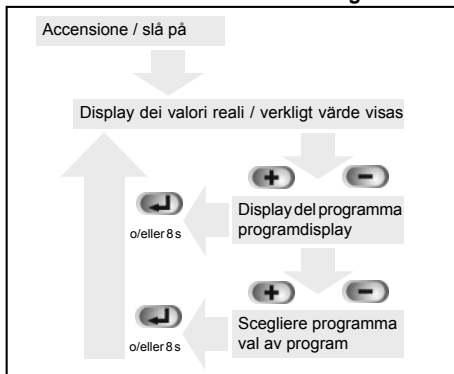 Accensione / slå på
Display dei valori reali / verkligt värde visas
+ -
Display del programma
programdisplay
o/eller 8 s
+ -
Scegliere programma
val av program
o/eller 8 s